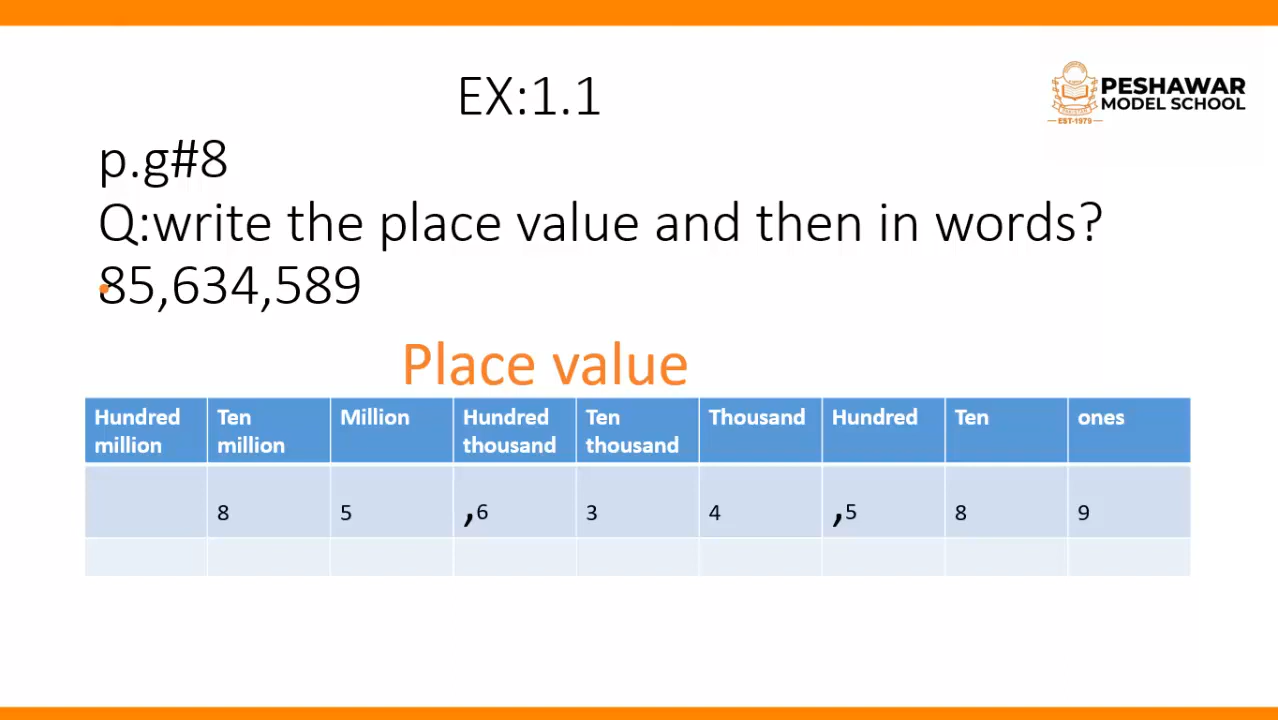 EX:1.1
PESHAWAR
MODEL SCHOOL
EST-1979
p.g#8
Q:write the place value and then in words?
85,634,589
Place value
Hundred million Ten million Million Hundred thousand Ten thousand Thousand Hundred Ten ones
8 5 ,6 3 4 ,5 8 9